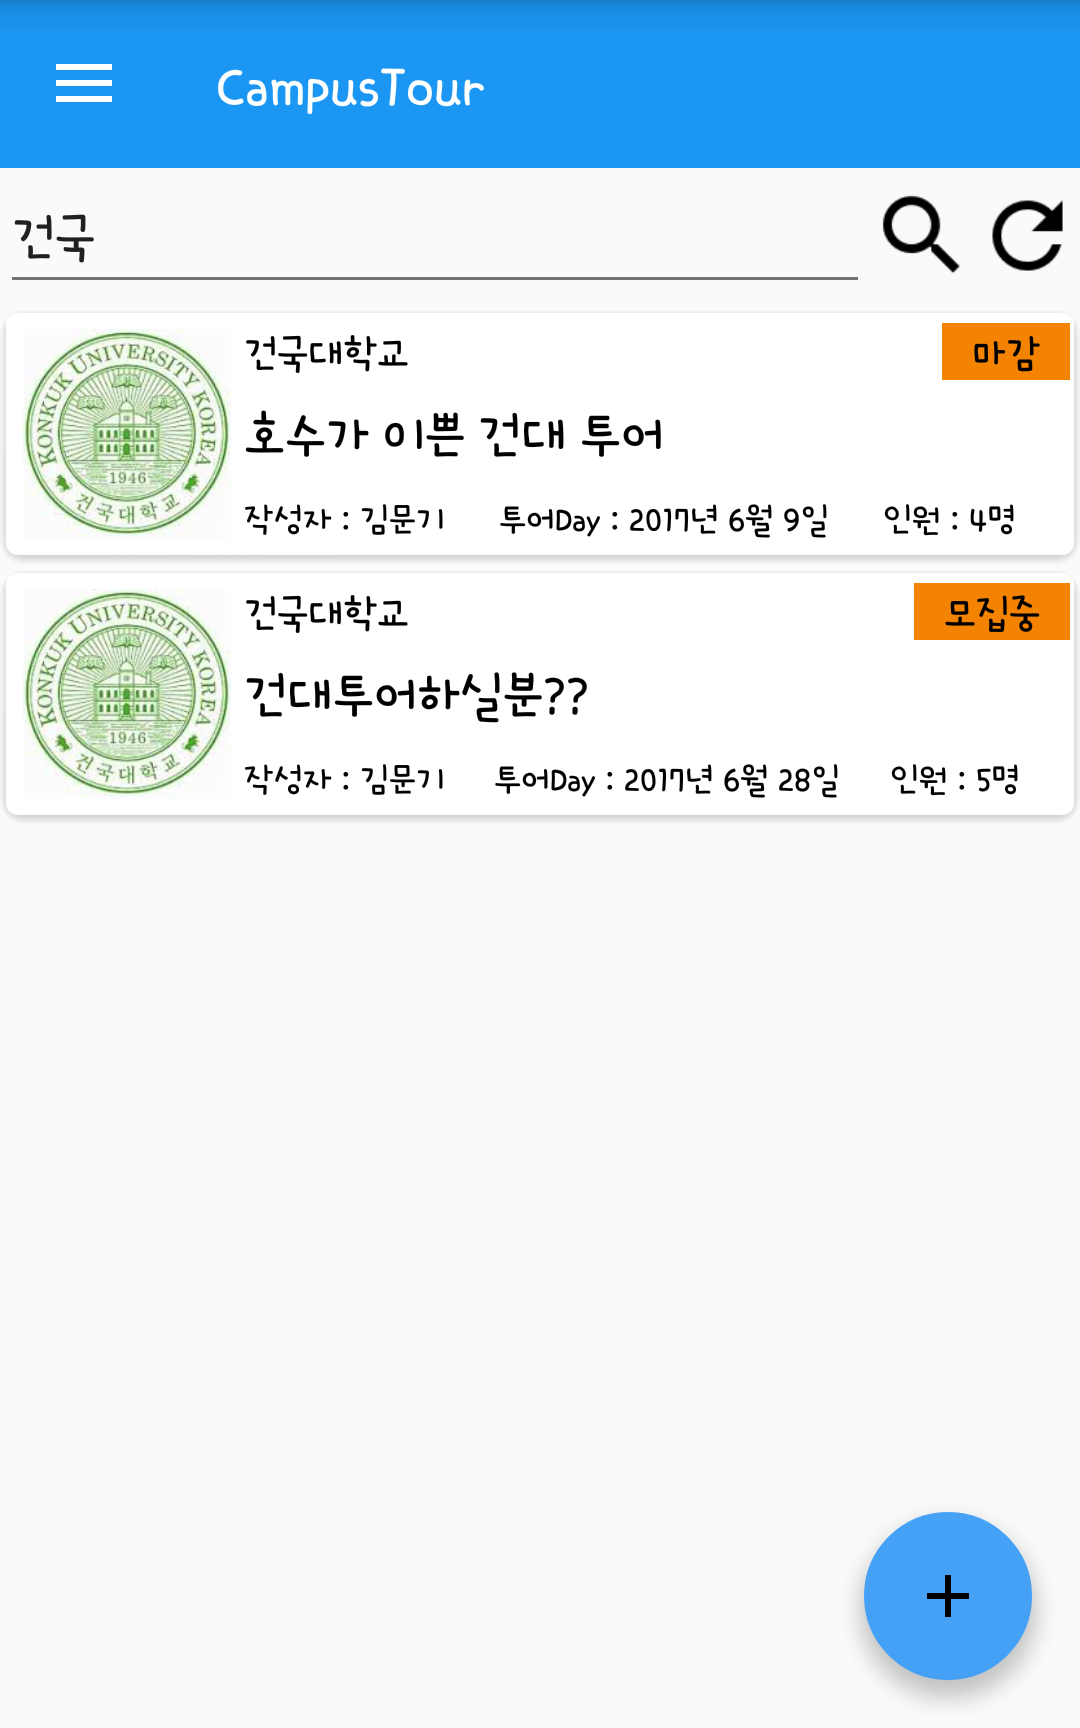 CampusTour
건국
KONKUK UNIVERSITY KOREA
1946
건국대학교
건국대학교
마감
호수가 이쁜 건대 투어
작성자 : 김문기 투어Day : 2017년 6월 9일 인원 : 4명
KONKUK UNIVERSITY KOREA
1946
건국대학교
건국대학교
모집중
건대투어하실분??
작성자 : 김문기 투어Day : 2017년 6월 28일 인원 : 5명